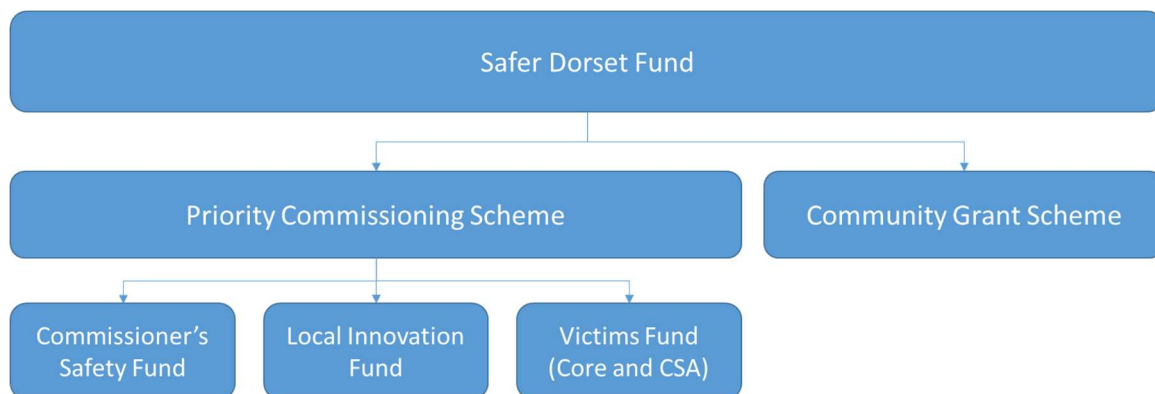 Safer Dorset Fund
Priority Commissioning Scheme
Community Grant Scheme
Commissioner’s
Safety Fund
Local Innovation
Fund
Victims Fund
(Core and CSA)